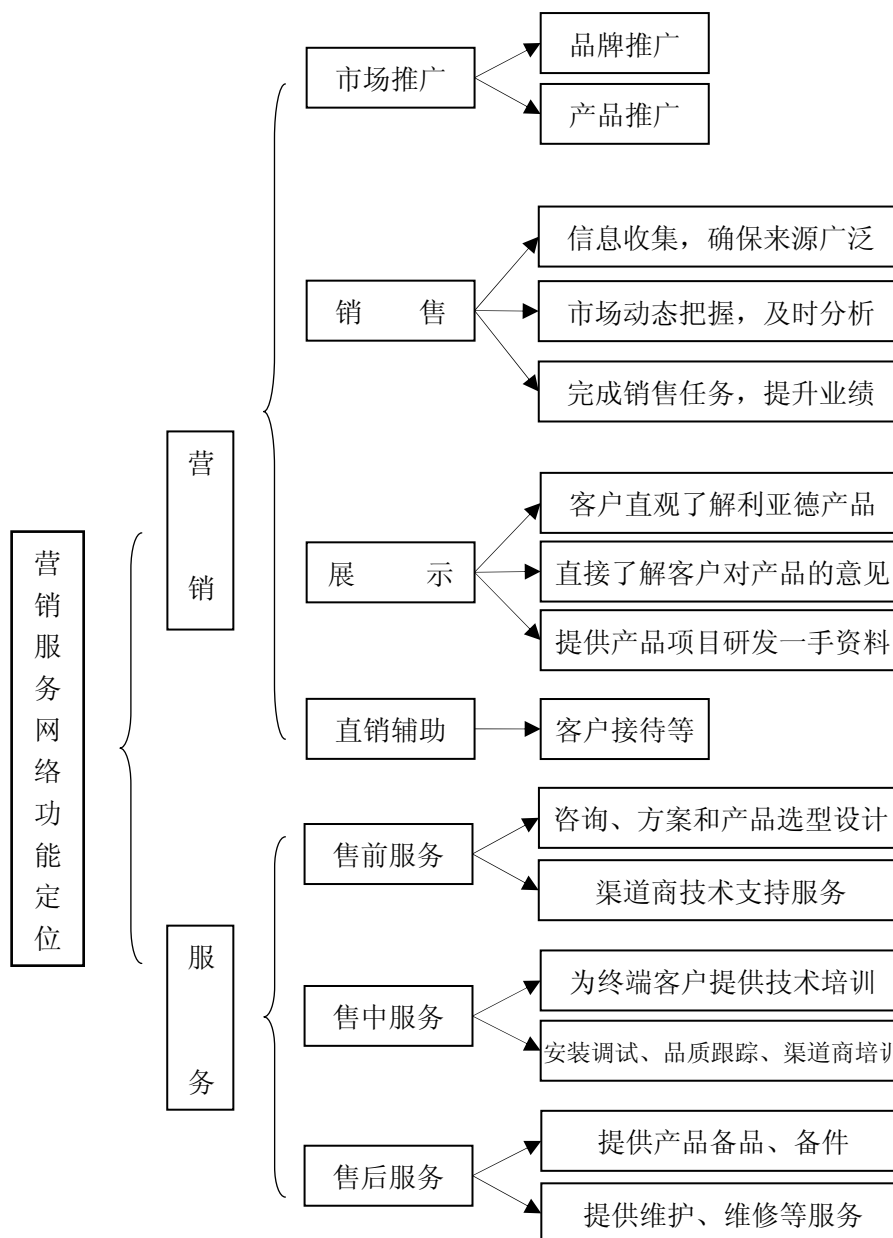 营销服务网络功能定位
营销
市场推广
品牌推广
产品推广
销 售
信息收集，确保来源广泛
市场动态把握，及时分析
完成销售任务，提升业绩
展 示
客户直观了解利亚德产品
直接了解客户对产品的意见
提供产品项目研发一手资料
直销辅助
客户接待等
服务
售前服务
咨询、方案和产品选型设计
渠道商技术支持服务
售中服务
为终端客户提供技术培训
安装调试、品质跟踪、渠道商培训
售后服务
提供产品备品、备件
提供维护、维修等服务